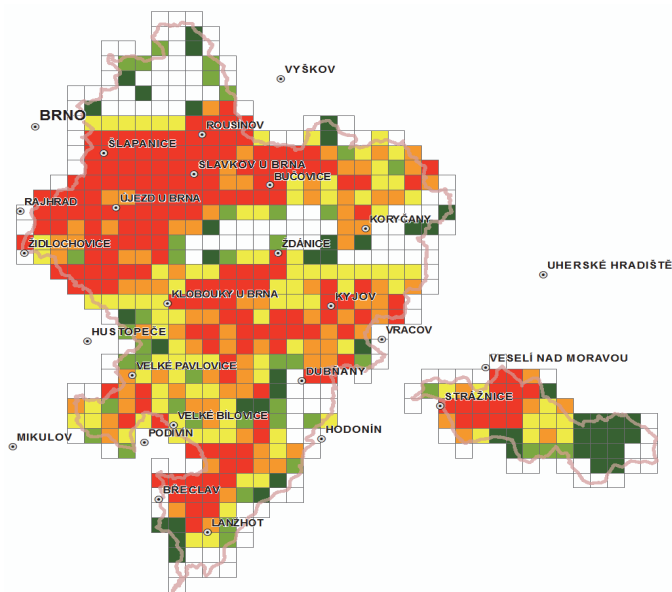 VYŠKOV
BRNO
ROUSÍNOV
ŠLAPANICE
SLAVKOV U BRNA
BUČOVICE
RAJHRAD
ÚJEZD U BRNA
KORYČANY
ŽIDLOCHOVICE
ŽDÁNICE
UHERSKÉ HRADIŠTĚ
KLOBOUKY U BRNA
KYJOV
HUSTOPEČE
VRACOV
VESELÍ NAD MORAVOU
VELKÉ PAVLOVICE
DUBŇANY
STRÁŽNICE
VELKÉ BÍLOVICE
MIKULOV
PODIVÍN
HODONÍN
BŘECLAV
LANŽHOT